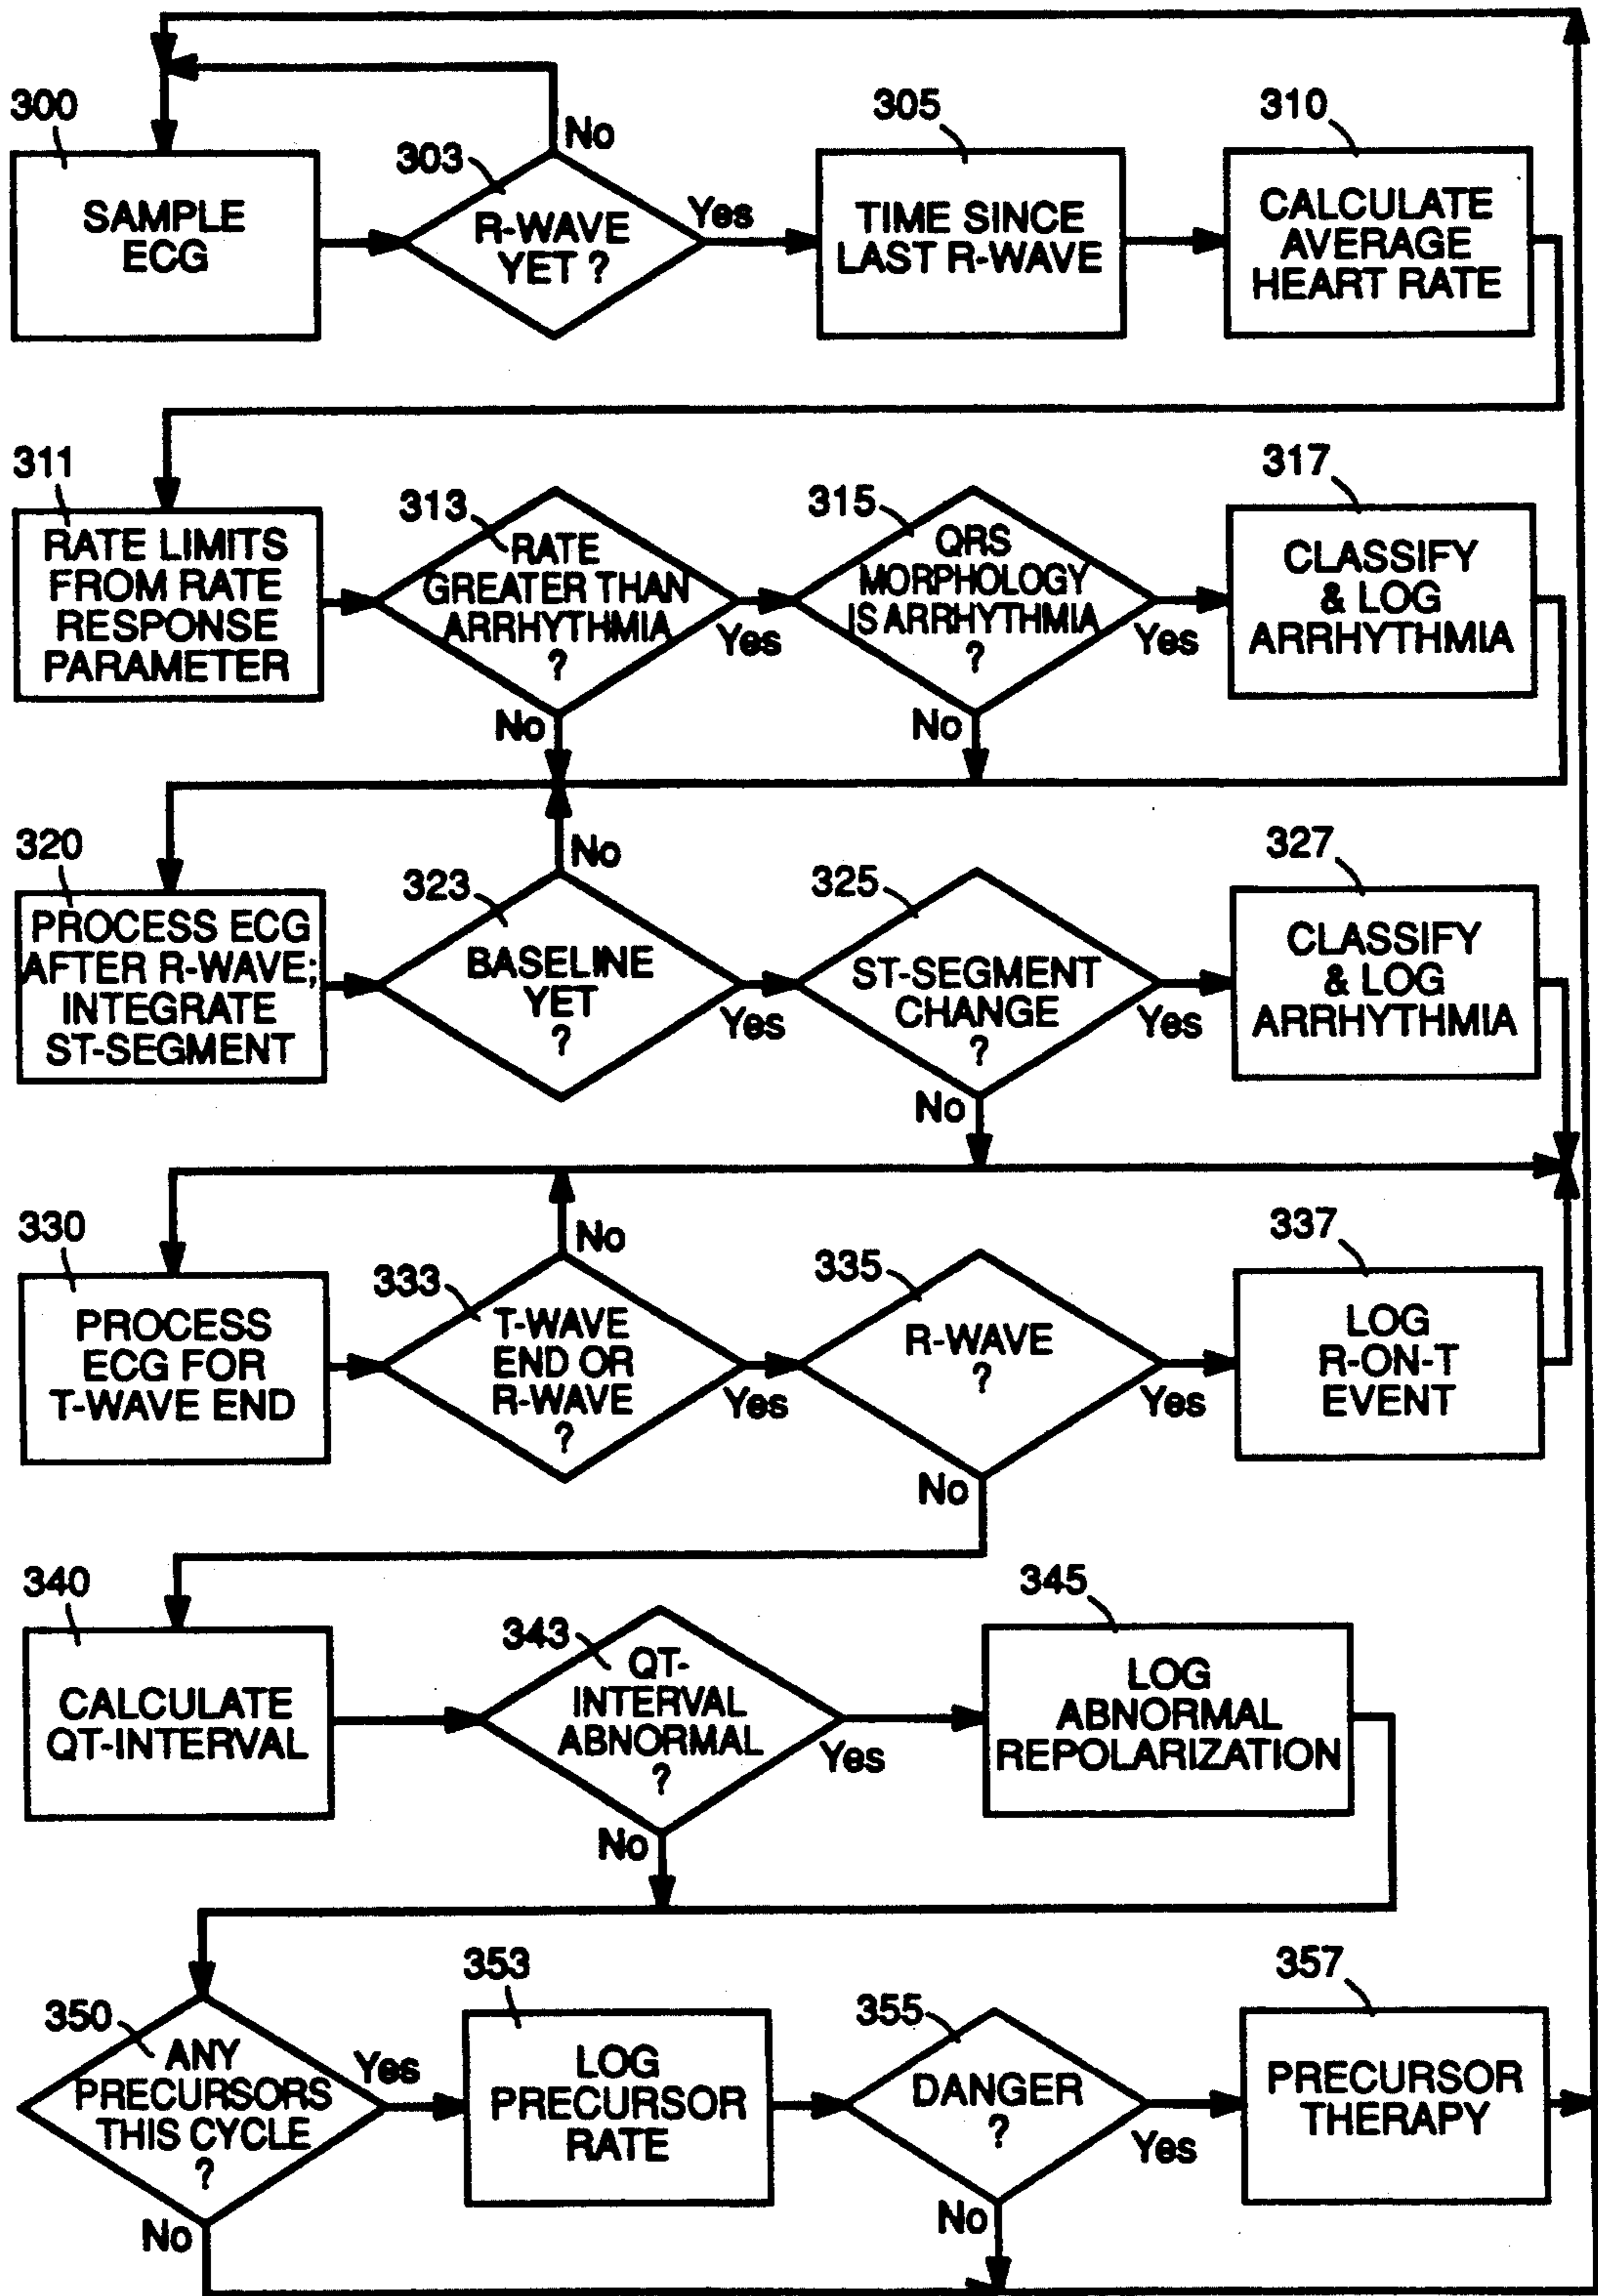 300
SAMPLE
ECG
303
No
R-WAVE
YET ?
Yes
305
TIME SINCE
LAST R-WAVE
310
CALCULATE
AVERAGE
HEART RATE
311
RATE LIMITS
FROM RATE
RESPONSE
PARAMETER
313
RATE
GREATER THAN
ARRHYTHMIA
?
Yes
No
315
QRS
MORPHOLOGY
IS ARRHYTHMIA
?
Yes
No
317
CLASSIFY
& LOG
ARRHYTHMIA
320
PROCESS ECG
AFTER R-WAVE;
INTEGRATE
ST-SEGMENT
323
No
BASELINE
YET
?
Yes
325
ST-SEGMENT
CHANGE
?
Yes
No
327
CLASSIFY
& LOG
ARRHYTHMIA
330
PROCESS
ECG FOR
T-WAVE END
333
No
T-WAVE
END OR
R-WAVE
?
Yes
335
R-WAVE
?
Yes
No
337
LOG
R-ON-T
EVENT
340
CALCULATE
QT-INTERVAL
343
QT-
INTERVAL
ABNORMAL
?
Yes
No
345
LOG
ABNORMAL
REPOLARIZATION
350
ANY
PRECURSORS
THIS CYCLE
?
Yes
No
353
LOG
PRECURSOR
RATE
355
DANGER
?
Yes
No
357
PRECURSOR
THERAPY